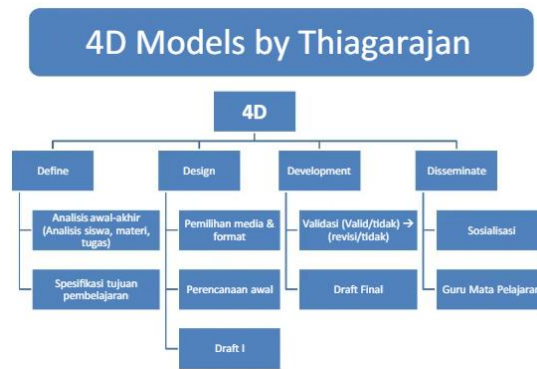 4D Models by Thiagarajan
4D
Define
Design
Development
Disseminate
Analisis awal-akhir
(Analisis siswa, materi,
tugas)
Spesifikasi tujuan
pembelajaran
Pemilihan media &
format
Perencanaan awal
Draft I
Validasi (Valid/tidak) →
(revisi/tidak)
Draft Final
Sosialisasi
Guru Mata Pelajaran